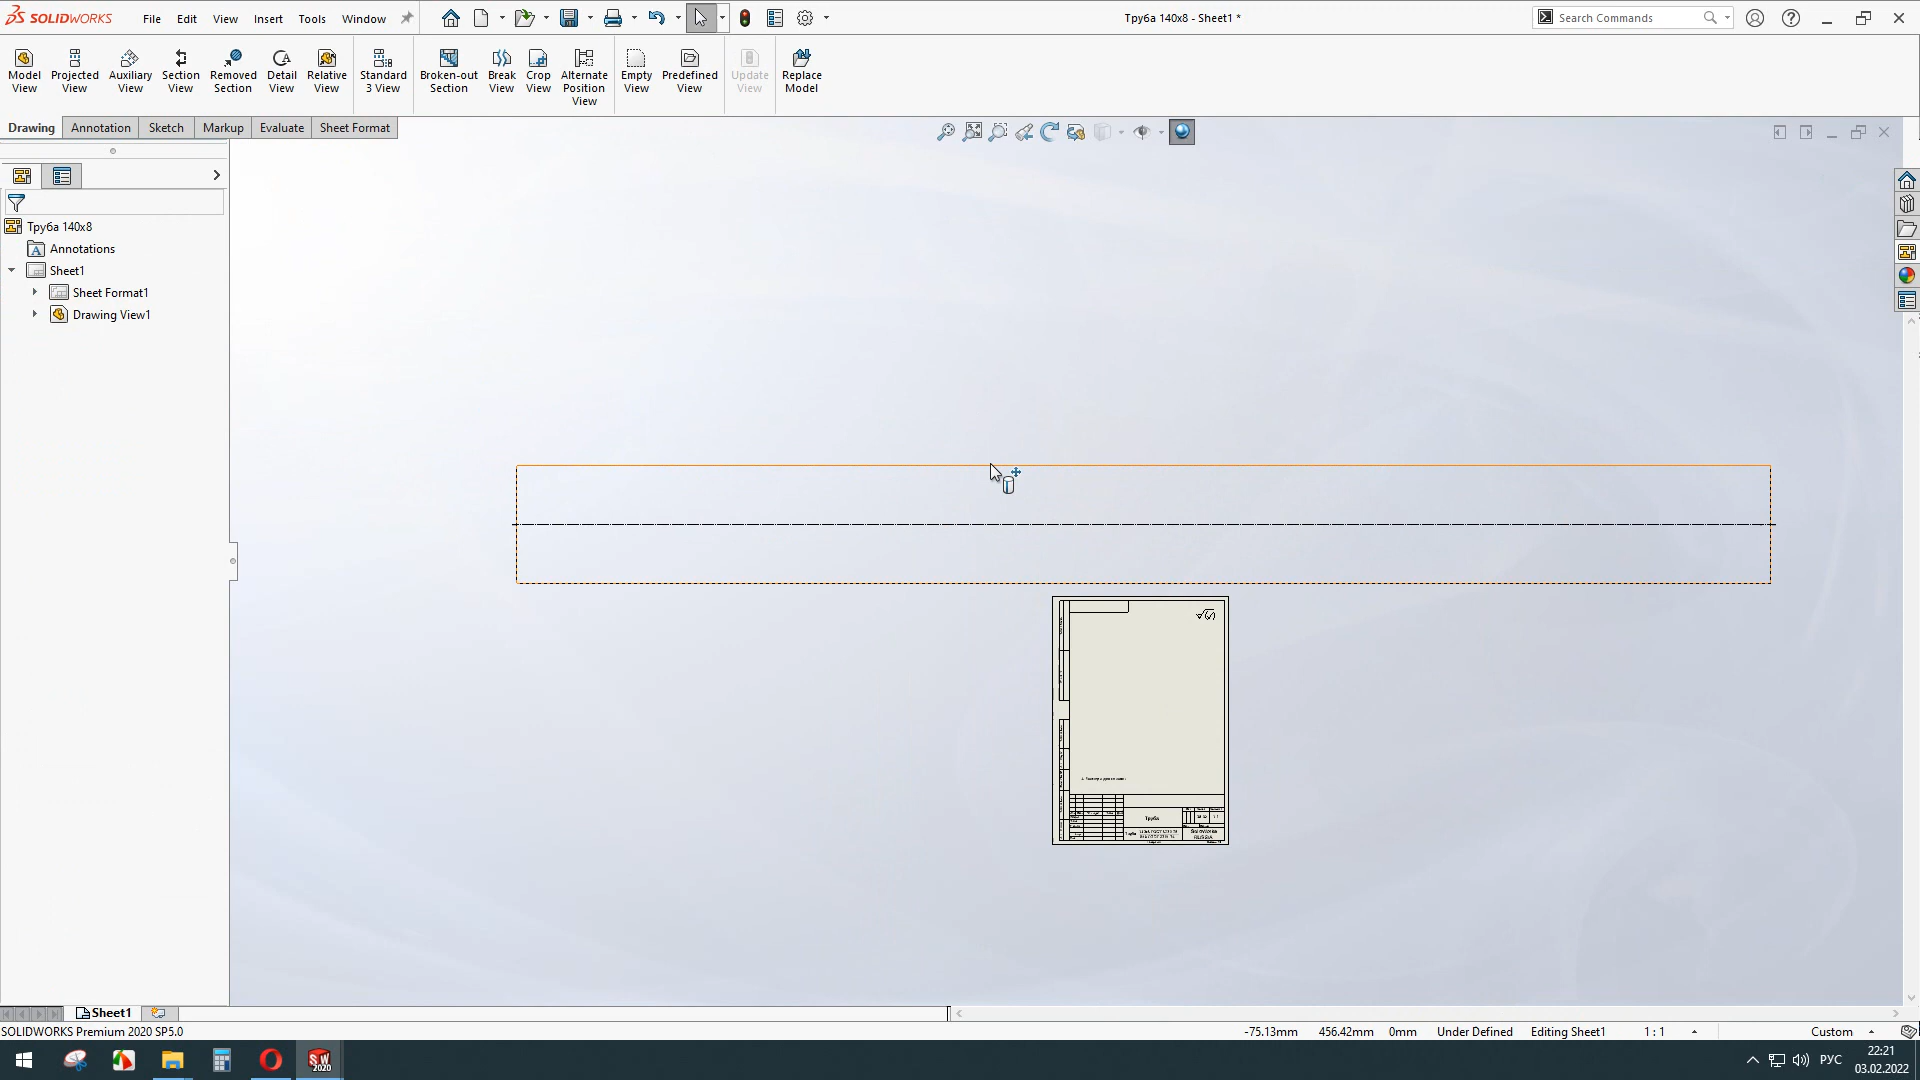 SOLIDWORKS File Edit View Insert Tools Window
Труба 140x8 - Sheet1 *
Search Commands
Model View
Projected View
Auxiliary View
Section View
Removed Section
Detail View
Relative View
Standard 3 View
Broken-out Section
Break View
Crop View
Alternate Position View
Empty View
Predefined View
Update View
Replace Model
Drawing Annotation Sketch Markup Evaluate Sheet Format
Труба 140x8
Annotations
Sheet1
Sheet Format1
Drawing View1
Труба
Sheet1
SOLIDWORKS Premium 2020 SP5.0
-75.13mm 456.42mm 0mm Under Defined Editing Sheet1 1 : 1 Custom
SW 2020
РУС
22:21
03.02.2022